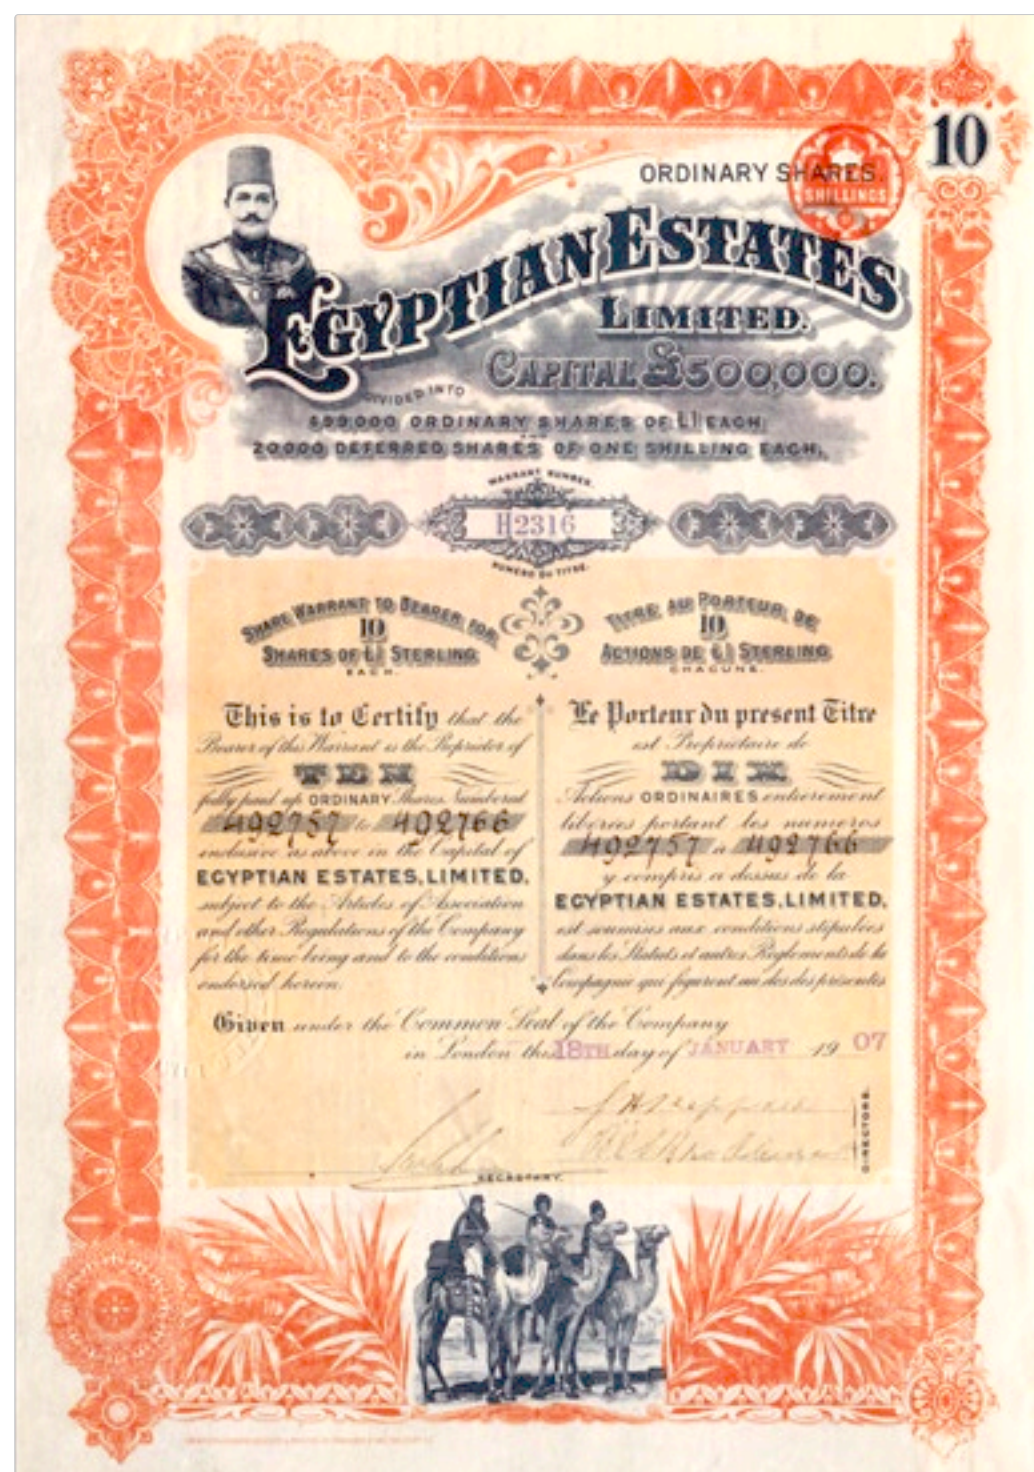 10
ORDINARY SHARES.
SHILLINGS
EGYPTIAN ESTATES
LIMITED.
CAPITAL £500,000.
DIVIDED INTO
499,000 ORDINARY SHARES OF £1 EACH,
20,000 DEFERRED SHARES OF ONE SHILLING EACH.
WARRANT NUMBER.
H2316
NUMÉRO DU TITRE.
SHARE WARRANT TO BEARER FOR
10
SHARES OF £1 STERLING
EACH.
This is to Certify that the
Bearer of this Warrant is the Proprietor of
TEN
fully paid up ORDINARY Shares Numbered
492757 to 492766
inclusive as above in the Capital of
EGYPTIAN ESTATES, LIMITED,
subject to the Articles of Association
and other Regulations of the Company
for the time being and to the conditions
endorsed hereon.
TITRE AU PORTEUR DE
10
ACTIONS DE £1 STERLING
CHACUNE.
Le Porteur du present Titre
est Propriétaire de
DIX
Actions ORDINAIRES entièrement
libérées portant les numeros
492757 a 492766
y compris a dessus de la
EGYPTIAN ESTATES, LIMITED,
est soumises aux conditions stipulées
dans les Statuts et autres Règlements de la
Compagnie qui figurent au dos des présentes
Given under the Common Seal of the Company
in London this 18TH day of JANUARY 1907
DIRECTORS.
SECRETARY.